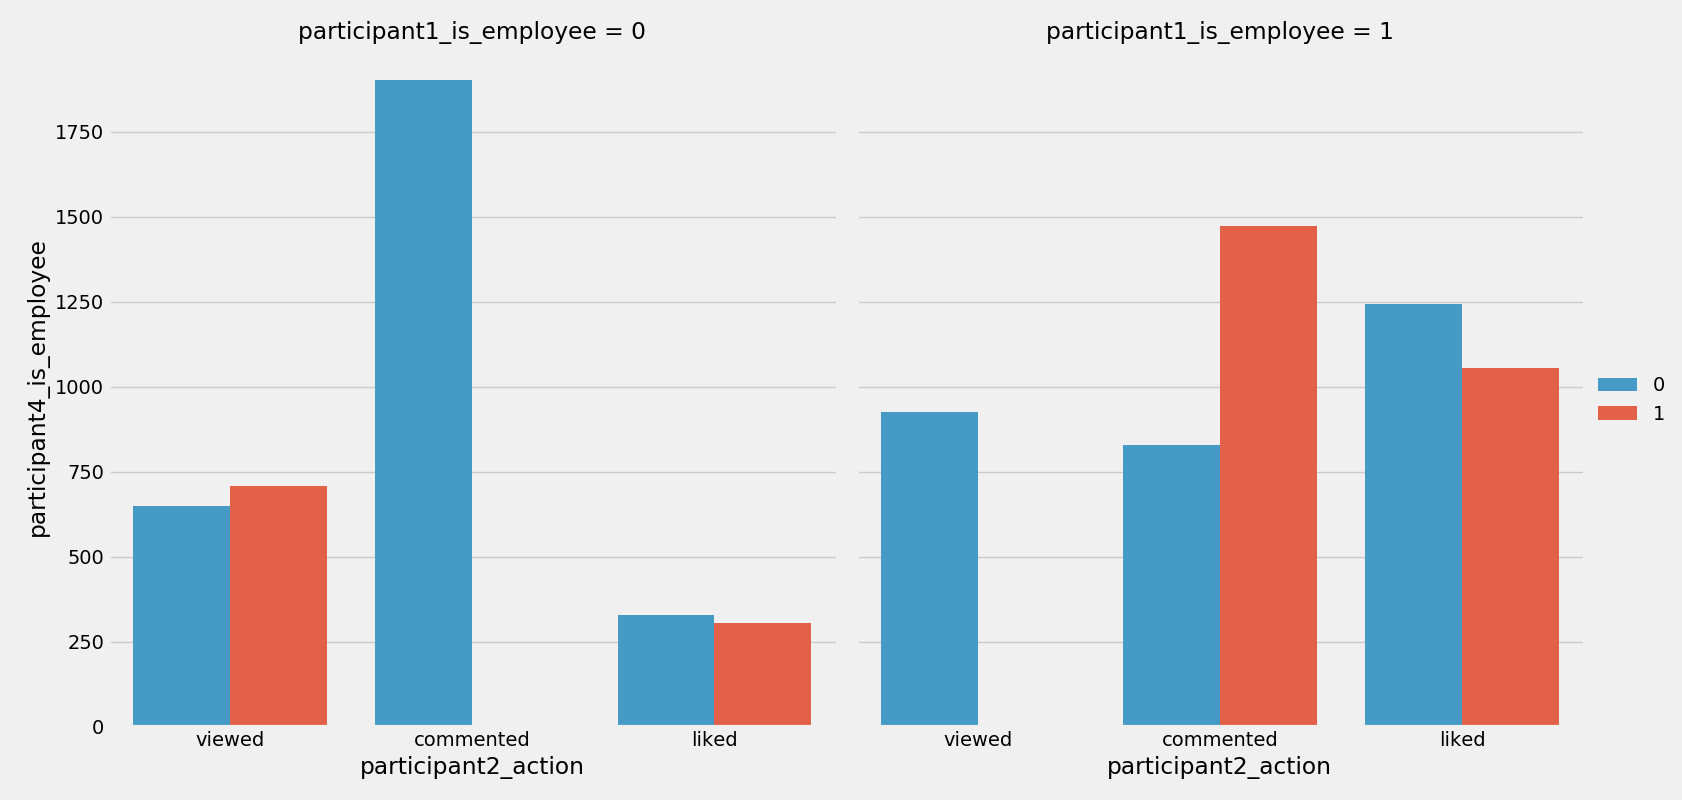 participant1_is_employee = 0
participant1_is_employee = 1
participant4_is_employee
1750
1500
1250
1000
750
500
250
0
viewed
commented
liked
participant2_action
viewed
commented
liked
participant2_action
0
1